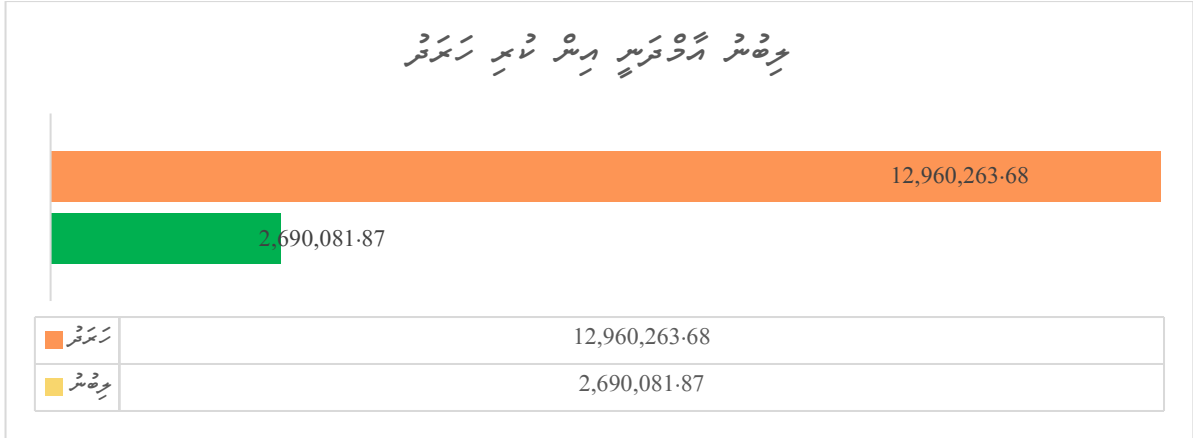 ލިބުނު އާމްދަނީ އިން ކުރި ހަރަދު
12,960,263.68
2,690,081.87
ހަރަދު 12,960,263.68
ލިބުނު 2,690,081.87